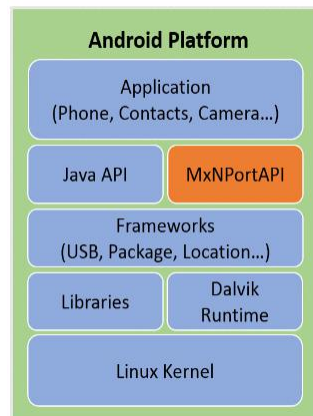 Android Platform
Application
(Phone, Contacts, Camera...)
Java API
MxNPortAPI
Frameworks
(USB, Package, Location...)
Libraries
Dalvik
Runtime
Linux Kernel